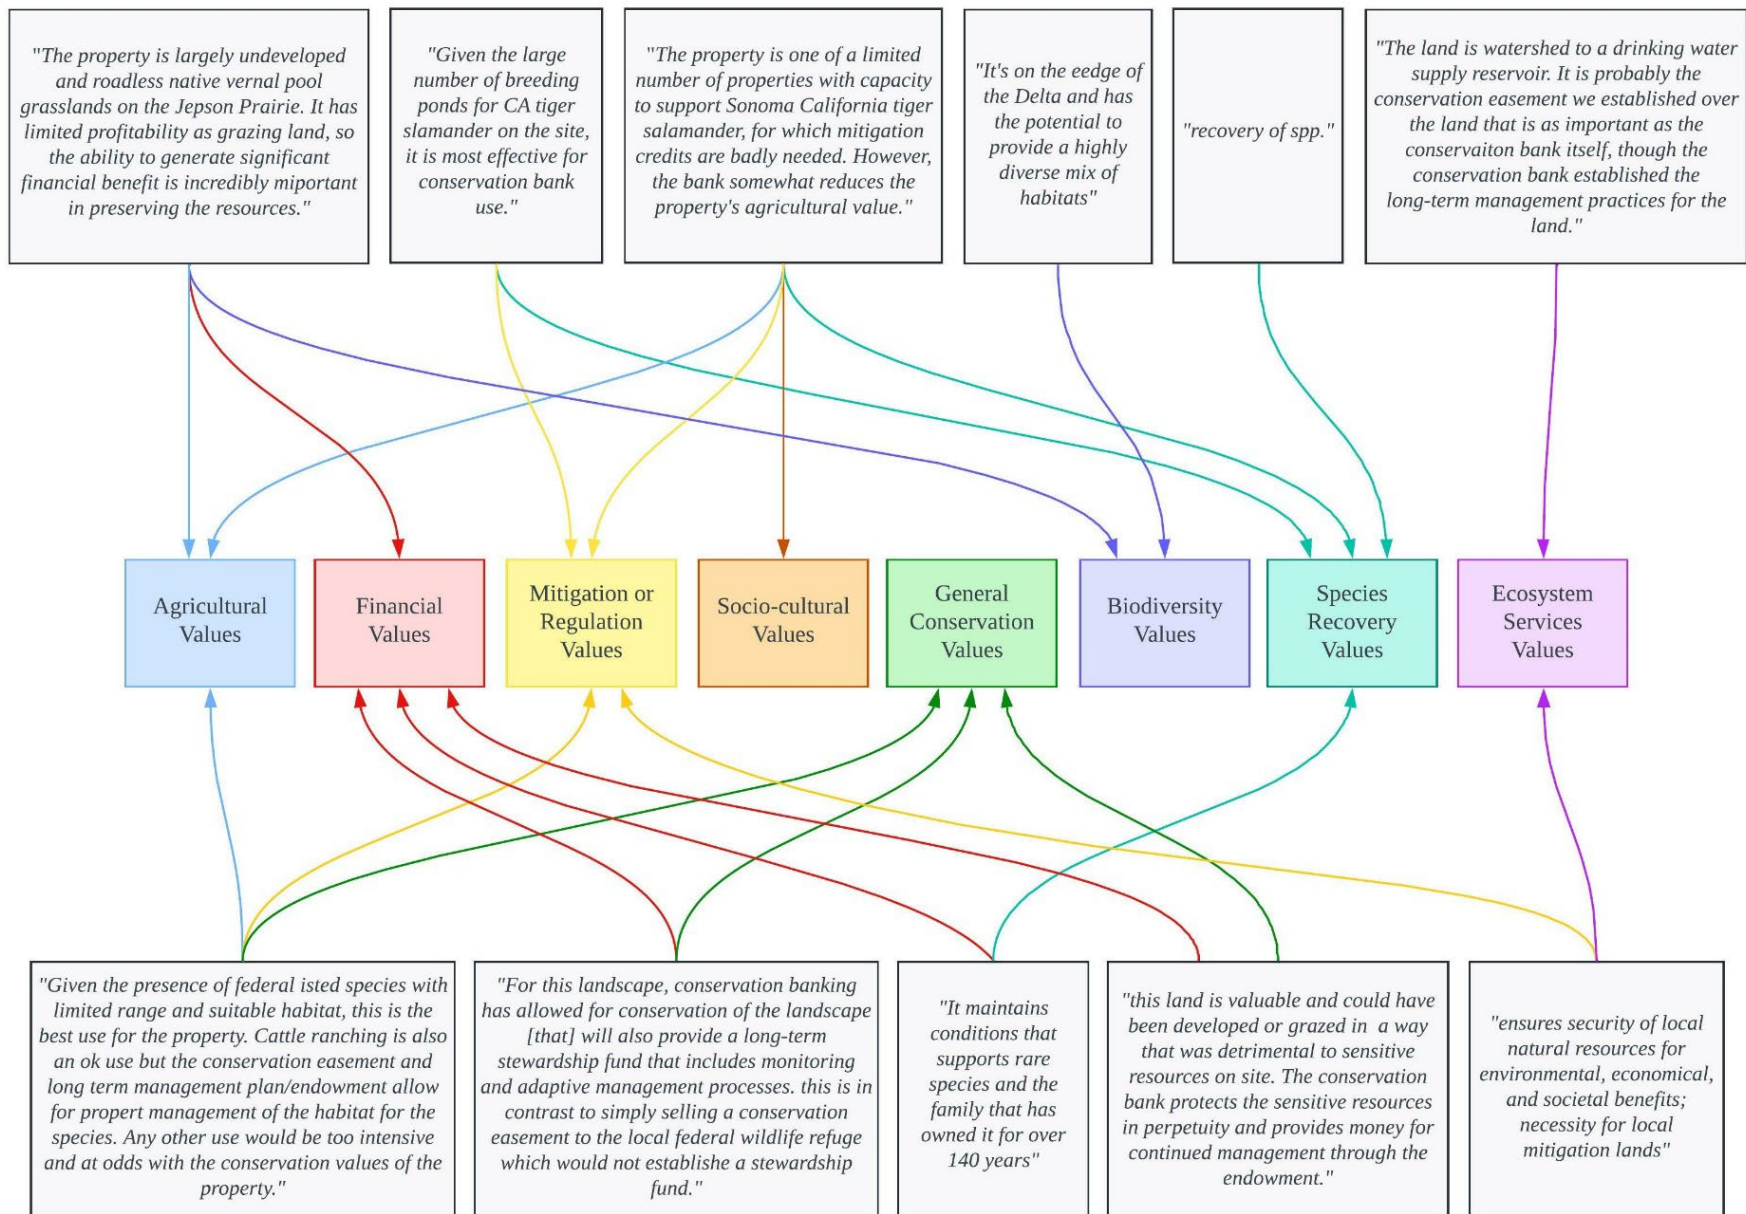 "The property is largely undeveloped
and roadless native vernal pool
grasslands on the Jepson Prairie. It has
limited profitability as grazing land, so
the ability to generate significant
financial benefit is incredibly miportant
in preserving the resources."
"Given the large
number of breeding
ponds for CA tiger
slamander on the site,
it is most effective for
conservation bank
use."
"The property is one of a limited
number of properties with capacity
to support Sonoma California tiger
salamander, for which mitigation
credits are badly needed. However,
the bank somewhat reduces the
property's agricultural value."
"It's on the eedge of
the Delta and has
the potential to
provide a highly
diverse mix of
habitats"
"recovery of spp."
"The land is watershed to a drinking water
supply reservoir. It is probably the
conservation easement we established over
the land that is as important as the
conservaiton bank itself, though the
conservation bank established the
long-term management practices for the
land."
Agricultural
Values
Financial
Values
Mitigation or
Regulation
Values
Socio-cultural
Values
General
Conservation
Values
Biodiversity
Values
Species
Recovery
Values
Ecosystem
Services
Values
"Given the presence of federal isted species with
limited range and suitable habitat, this is the
best use for the property. Cattle ranching is also
an ok use but the conservation easement and
long term management plan/endowment allow
for propert management of the habitat for the
species. Any other use would be too intensive
and at odds with the conservation values of the
property."
"For this landscape, conservation banking
has allowed for conservation of the landscape
[that] will also provide a long-term
stewardship fund that includes monitoring
and adaptive management processes. this is in
contrast to simply selling a conservation
easement to the local federal wildlife refuge
which would not establishe a stewardship
fund."
"It maintains
conditions that
supports rare
species and the
family that has
owned it for over
140 years"
"this land is valuable and could have
been developed or grazed in a way
that was detrimental to sensitive
resources on site. The conservation
bank protects the sensitive resources
in perpetuity and provides money for
continued management through the
endowment."
"ensures security of local
natural resources for
environmental, economical,
and societal benefits;
necessity for local
mitigation lands"